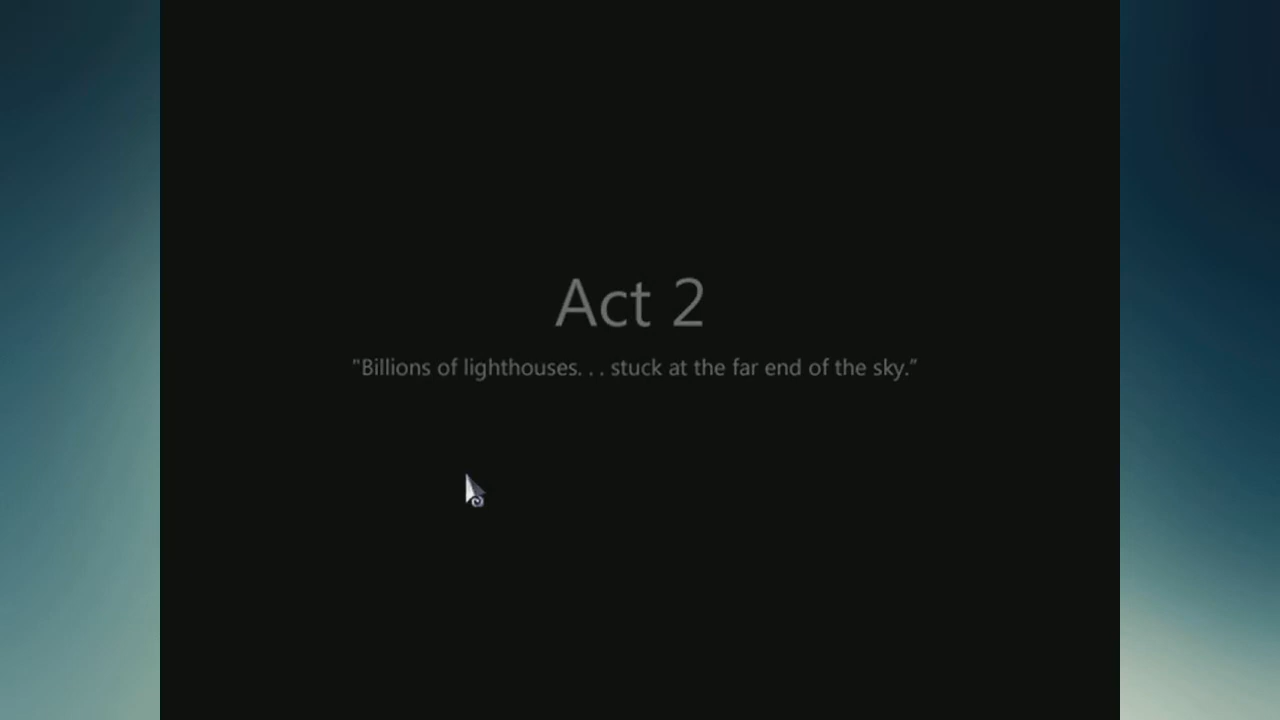 Act 2
"Billions of lighthouses. . . stuck at the far end of the sky.”